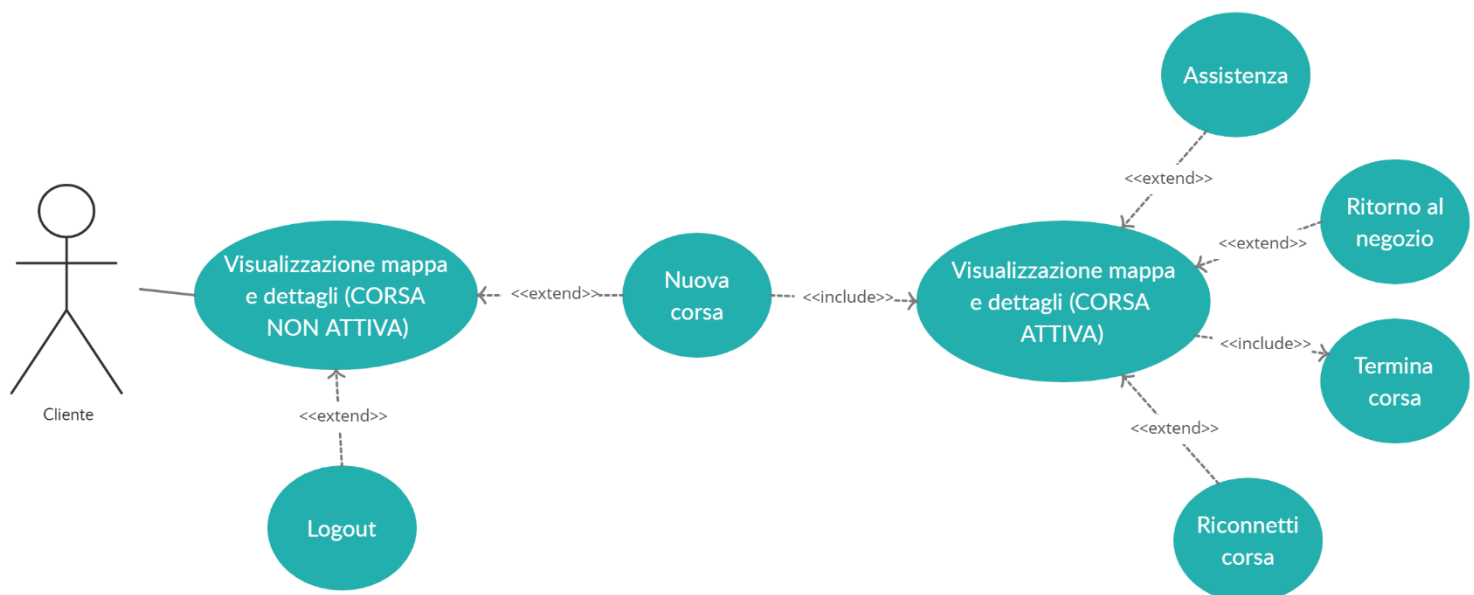 Assistenza
<<extend>>
Ritorno al
negozio
<<extend>>
Visualizzazione mappa
e dettagli (CORSA
NON ATTIVA)
<<extend>>
Nuova
corsa
<<include>>
Visualizzazione mappa
e dettagli (CORSA
ATTIVA)
<<include>>
Termina
corsa
Cliente
<<extend>>
<<extend>>
Logout
Riconnetti
corsa